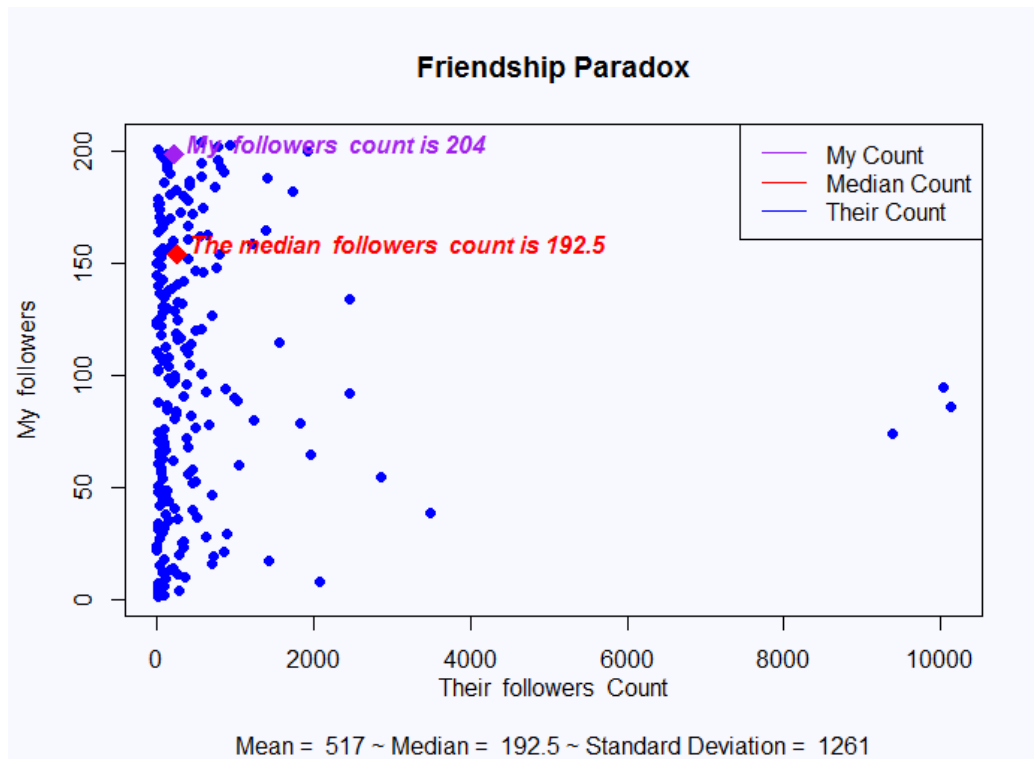 Friendship Paradox
My followers count is 204
The median followers count is 192.5
My Count
Median Count
Their Count
My followers
200
150
100
50
0
0 2000 4000 6000 8000 10000
Their followers Count
Mean = 517 ~ Median = 192.5 ~ Standard Deviation = 1261